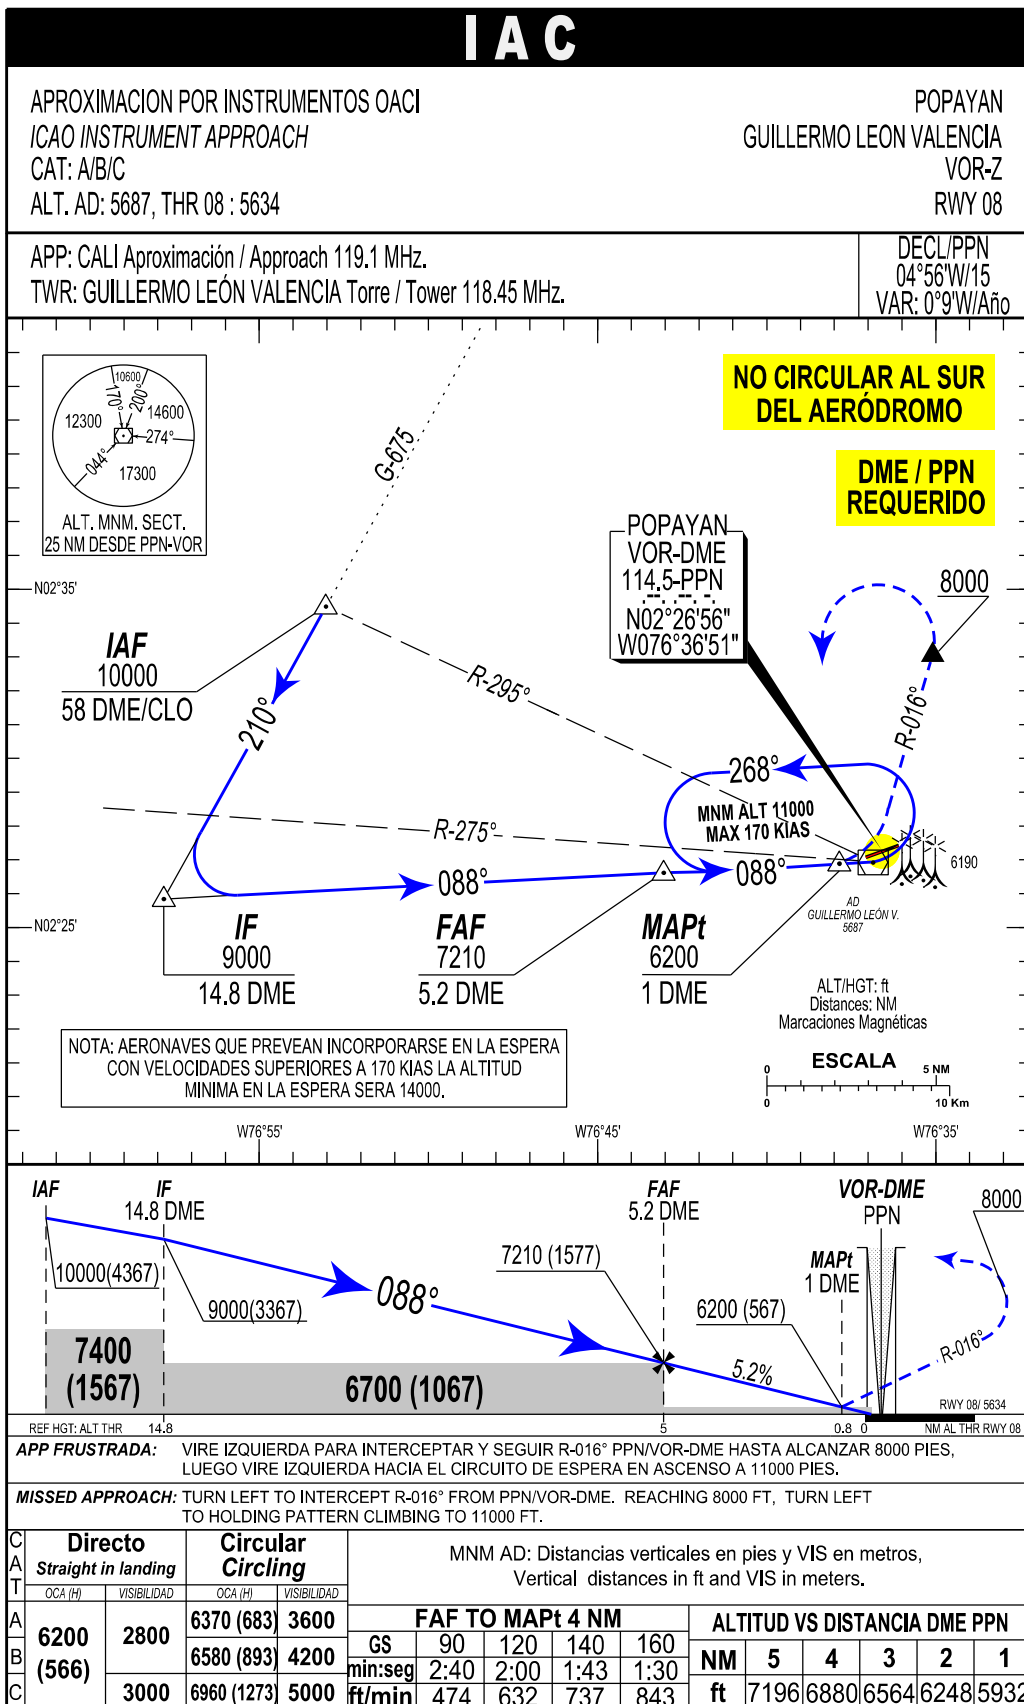 IAC
APROXIMACION POR INSTRUMENTOS OACI
ICAO INSTRUMENT APPROACH
CAT: A/B/C
ALT. AD: 5687, THR 08 : 5634
POPAYAN
GUILLERMO LEON VALENCIA
VOR-Z
RWY 08
APP: CALI Aproximación / Approach 119.1 MHz.
TWR: GUILLERMO LEÓN VALENCIA Torre / Tower 118.45 MHz.
DECL/PPN
04°56'W/15
VAR: 0°9'W/Año
10600
170°
200°
12300
14600
274°
044°
17300
ALT. MNM. SECT.
25 NM DESDE PPN-VOR
G-675
NO CIRCULAR AL SUR
DEL AERÓDROMO
DME / PPN
REQUERIDO
POPAYAN
VOR-DME
114.5-PPN
.--. .--. -.
N02°26'56"
W076°36'51"
8000
N02°35'
IAF
10000
58 DME/CLO
210°
R-295°
R-016°
268°
MNM ALT 11000
MAX 170 KIAS
R-275°
088°
088°
6190
AD
GUILLERMO LEÓN V.
5687
N02°25'
IF
9000
14.8 DME
FAF
7210
5.2 DME
MAPt
6200
1 DME
ALT/HGT: ft
Distances: NM
Marcaciones Magnéticas
NOTA: AERONAVES QUE PREVEAN INCORPORARSE EN LA ESPERA
CON VELOCIDADES SUPERIORES A 170 KIAS LA ALTITUD
MINIMA EN LA ESPERA SERA 14000.
ESCALA
0 5 NM
0 10 Km
W76°55' W76°45' W76°35'
IAF
IF
14.8 DME
FAF
5.2 DME
VOR-DME
PPN
8000
MAPt
1 DME
10000(4367)
9000(3367)
088°
7210 (1577)
6200 (567)
5.2%
R-016°
7400
(1567)
6700 (1067)
RWY 08/ 5634
REF HGT: ALT THR 14.8 5 0.8 0 NM AL THR RWY 08
APP FRUSTRADA: VIRE IZQUIERDA PARA INTERCEPTAR Y SEGUIR R-016° PPN/VOR-DME HASTA ALCANZAR 8000 PIES,
LUEGO VIRE IZQUIERDA HACIA EL CIRCUITO DE ESPERA EN ASCENSO A 11000 PIES.
MISSED APPROACH: TURN LEFT TO INTERCEPT R-016° FROM PPN/VOR-DME. REACHING 8000 FT, TURN LEFT
TO HOLDING PATTERN CLIMBING TO 11000 FT.
CAT
Directo
Straight in landing
Circular
Circling
OCA (H) VISIBILIDAD OCA (H) VISIBILIDAD
MNM AD: Distancias verticales en pies y VIS en metros,
Vertical distances in ft and VIS in meters.
A 6200 (566) 2800 6370 (683) 3600
B 6580 (893) 4200
C 3000 6960 (1273) 5000
FAF TO MAPt 4 NM
GS 90 120 140 160
min:seg 2:40 2:00 1:43 1:30
ft/min 474 632 737 843
ALTITUD VS DISTANCIA DME PPN
NM 5 4 3 2 1
ft 7196 6880 6564 6248 5932